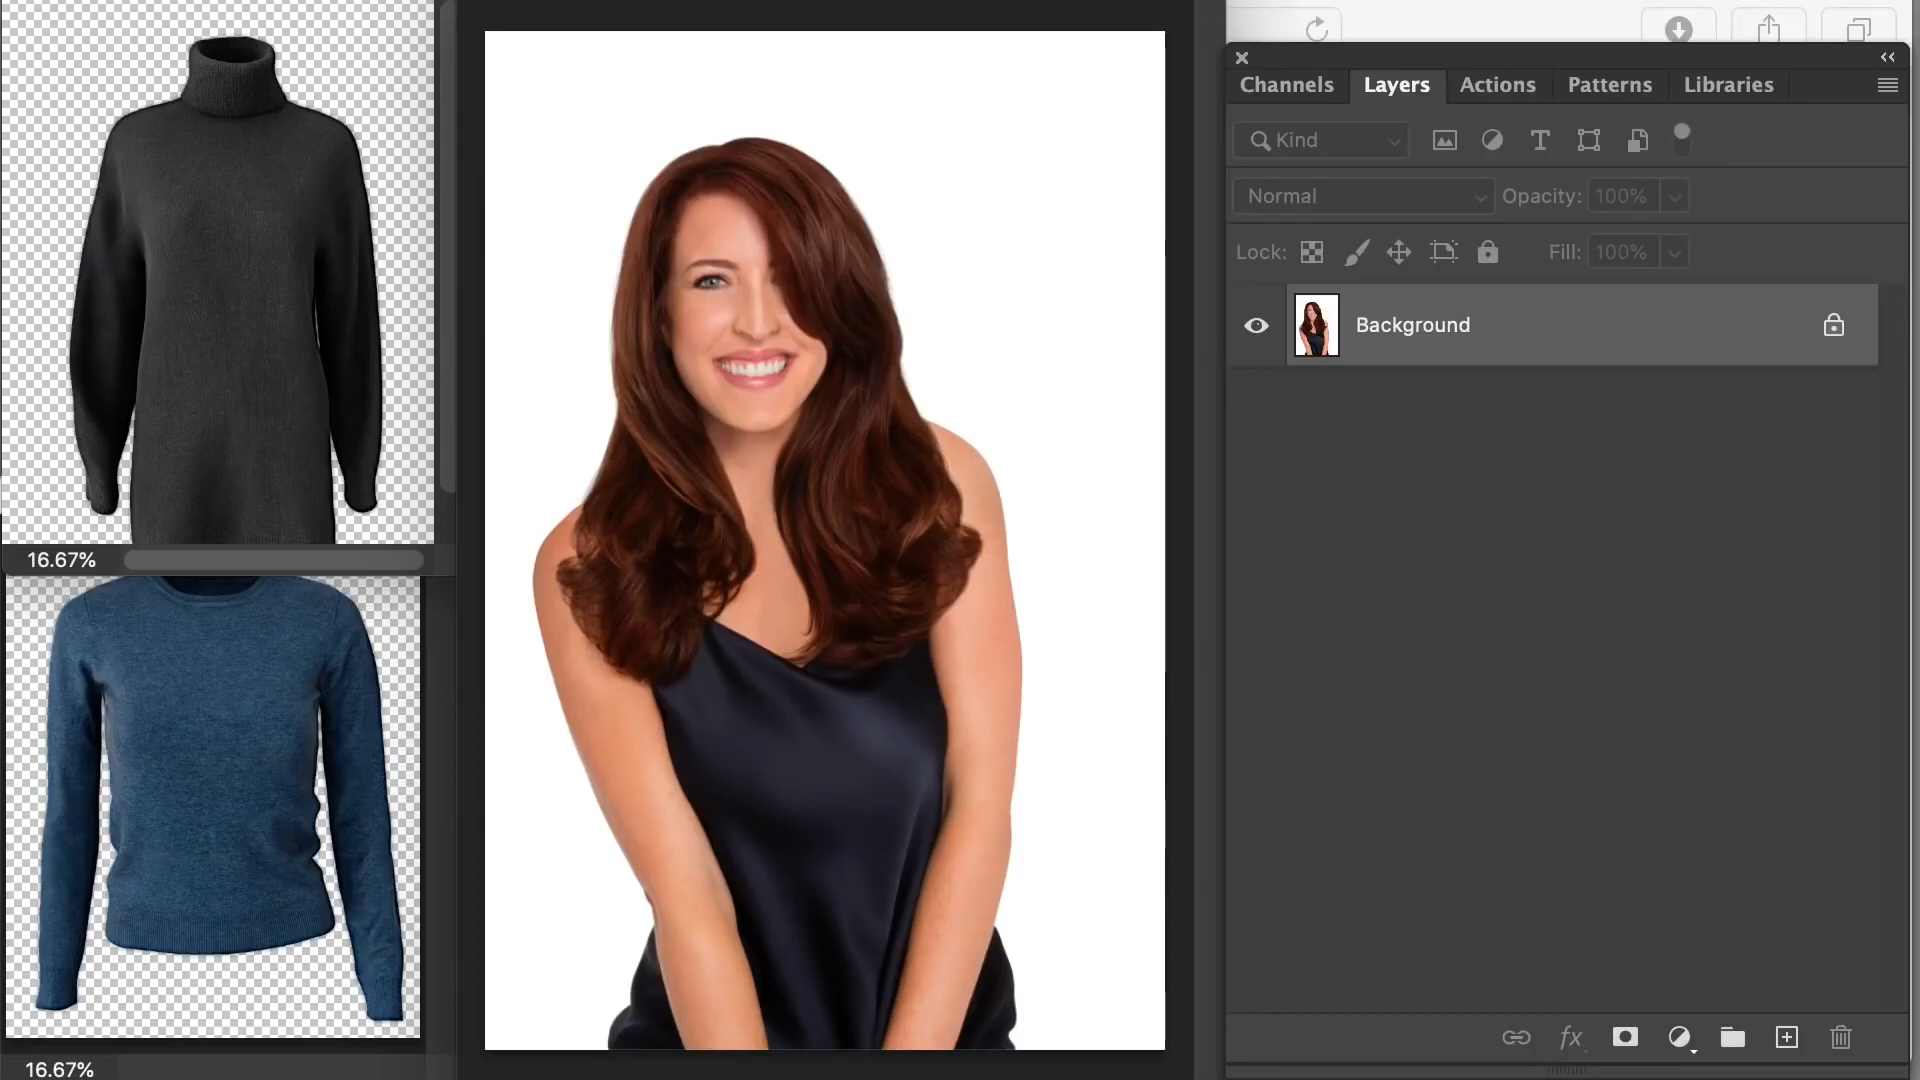 Channels Layers Actions Patterns Libraries
Kind
Normal Opacity: 100%
Lock: Fill: 100%
Background
fx
16.67%
16.67%